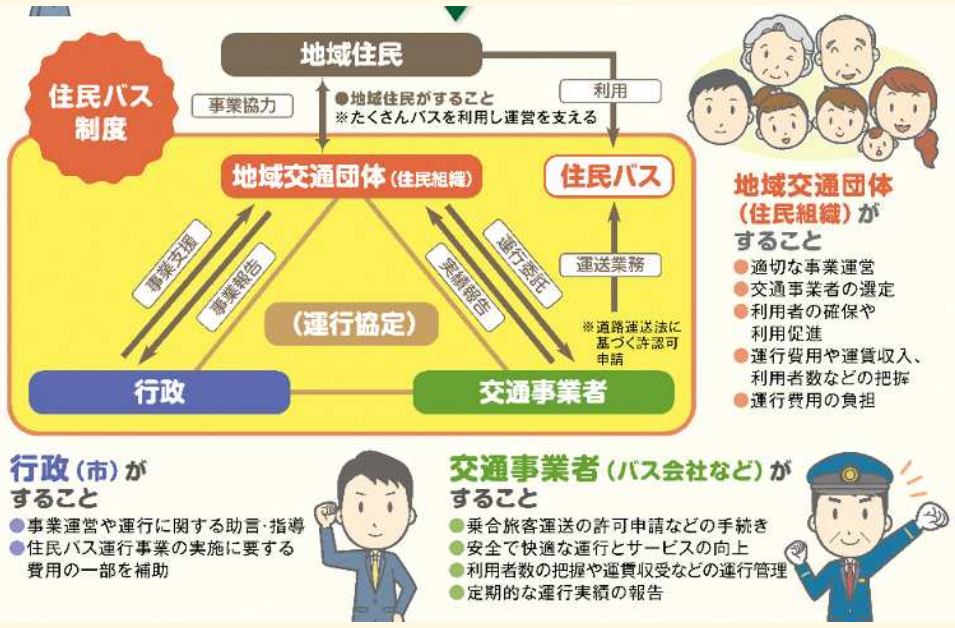 住民バス
制度
地域住民
事業協力
●地域住民がすること
※たくさんバスを利用し運営を支える
利用
地域交通団体(住民組織)
住民バス
事業支援
事業報告
実績報告
運行委託
運送業務
(運行協定)
※道路運送法に
基づく許認可
申請
行政
交通事業者
地域交通団体
(住民組織)が
すること
●適切な事業運営
●交通事業者の選定
●利用者の確保や
利用促進
●運行費用や運賃収入、
利用者数などの把握
●運行費用の負担
行政(市)が
すること
●事業運営や運行に関する助言・指導
●住民バス運行事業の実施に要する
費用の一部を補助
交通事業者(バス会社など)が
すること
●乗合旅客運送の許可申請などの手続き
●安全で快適な運行とサービスの向上
●利用者数の把握や運賃収受などの運行管理
●定期的な運行実績の報告